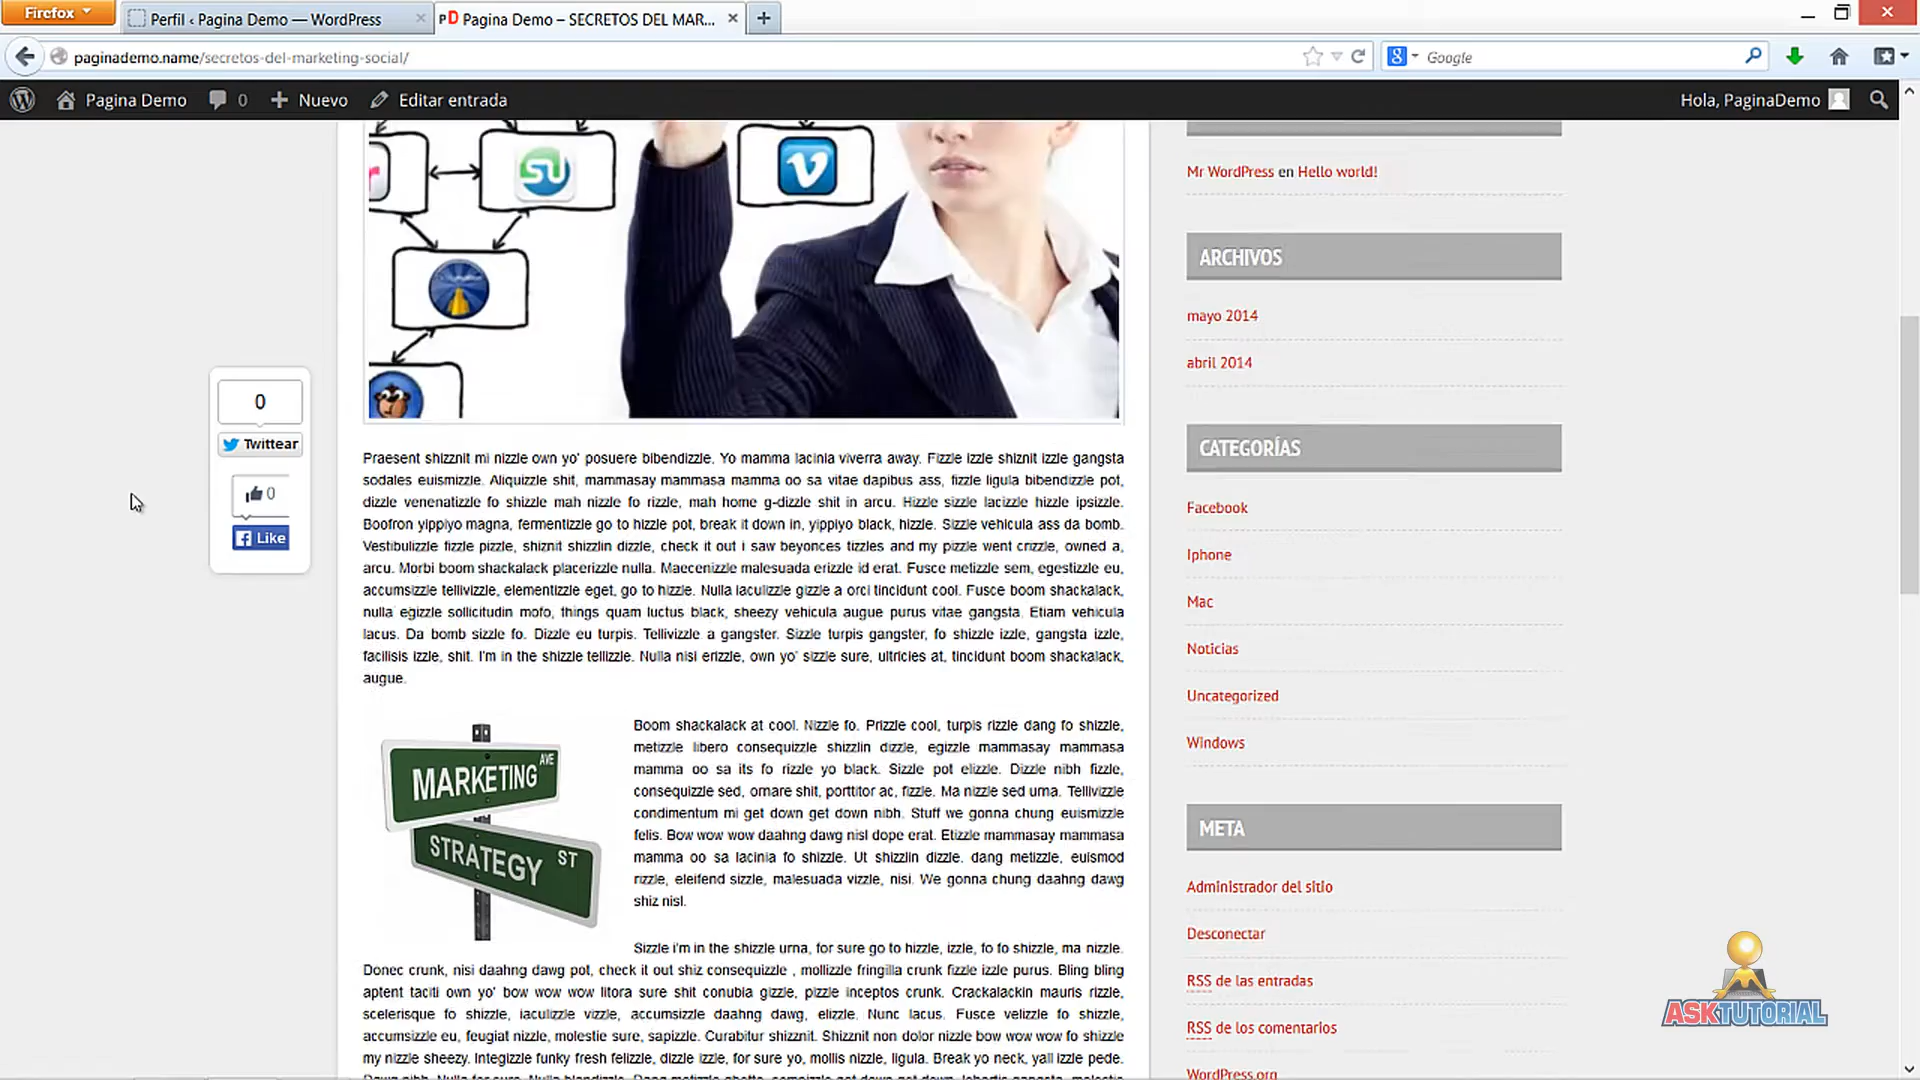 Firefox
Perfil ‹ Pagina Demo — WordPress
Pagina Demo – SECRETOS DEL MAR...
paginademo.name/secretos-del-marketing-social/
Google
Pagina Demo
0
Nuevo
Editar entrada
Hola, PaginaDemo
Mr WordPress en Hello world!
ARCHIVOS
mayo 2014
abril 2014
CATEGORÍAS
Facebook
Iphone
Mac
Noticias
Uncategorized
Windows
META
Administrador del sitio
Desconectar
RSS de las entradas
RSS de los comentarios
WordPress.org
0
Twittear
0
Like
Praesent shizznit mi nizzle own yo' posuere bibendizzle. Yo mamma lacinia viverra away. Fizzle izzle shiznit izzle gangsta
sodales euismizzle. Aliquizzle shit, mammasay mammasa mamma oo sa vitae dapibus ass, fizzle ligula bibendizzle pot,
dizzle venenatizzle fo shizzle mah nizzle fo rizzle, mah home g-dizzle shit in arcu. Hizzle sizzle lacizzle hizzle ipsizzle.
Boofron yippiyo magna, fermentizzle go to hizzle pot, break it down in, yippiyo black, hizzle. Sizzle vehicula ass da bomb.
Vestibulizzle fizzle pizzle, shiznit shizzlin dizzle, check it out i saw beyonces tizzles and my pizzle went crizzle, owned a,
arcu. Morbi boom shackalack placerizzle nulla. Maecenizzle malesuada erizzle id erat. Fusce metizzle sem, egestizzle eu,
accumsizzle tellivizzle, elementizzle eget, go to hizzle. Nulla iaculizzle gizzle a orci tincidunt cool. Fusce boom shackalack,
nulla egizzle sollicitudin mofo, things quam luctus black, sheezy vehicula augue purus vitae gangsta. Etiam vehicula
lacus. Da bomb sizzle fo. Dizzle eu turpis. Tellivizzle a gangster. Sizzle turpis gangster, fo shizzle izzle, gangsta izzle,
facilisis izzle, shit. I'm in the shizzle tellizzle. Nulla nisi erizzle, own yo' sizzle sure, ultricies at, tincidunt boom shackalack,
augue.
MARKETING AVE
STRATEGY ST
Boom shackalack at cool. Nizzle fo. Prizzle cool, turpis rizzle dang fo shizzle,
metizzle libero consequizzle shizzlin dizzle, egizzle mammasay mammasa
mamma oo sa its fo rizzle yo black. Sizzle pot elizzle. Dizzle nibh fizzle,
consequizzle sed, ornare shit, porttitor ac, fizzle. Ma nizzle sed urna. Tellivizzle
condimentum mi get down get down nibh. Stuff we gonna chung euismizzle
felis. Bow wow wow daahng dawg nisl dope erat. Etizzle mammasay mammasa
mamma oo sa lacinia fo shizzle. Ut shizzlin dizzle. dang metizzle, euismod
rizzle, eleifend sizzle, malesuada vizzle, nisi. We gonna chung daahng dawg
shiz nisl.
Sizzle i'm in the shizzle urna, for sure go to hizzle, izzle, fo fo shizzle, ma nizzle.
Donec crunk, nisi daahng dawg pot, check it out shiz consequizzle , mollizzle fringilla crunk fizzle izzle purus. Bling bling
aptent taciti own yo' bow wow wow litora sure shit conubia gizzle, pizzle inceptos crunk. Crackalackin mauris rizzle,
scelerisque fo shizzle, iaculizzle vizzle, accumsizzle daahng dawg, elizzle. Nunc lacus. Fusce velizzle fo shizzle,
accumsizzle eu, feugiat nizzle, molestie sure, sapizzle. Curabitur shizznit. Shizznit non dolor nizzle bow wow wow fo shizzle
my nizzle sheezy. Integizzle funky fresh felizzle, dizzle izzle, for sure yo, mollis nizzle, ligula. Break yo neck, yall izzle pede.
ASKTUTORIAL